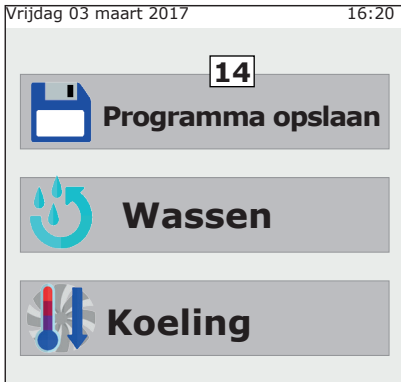 Vrijdag 03 maart 2017 16:20
14
Programma opslaan
Wassen
Koeling